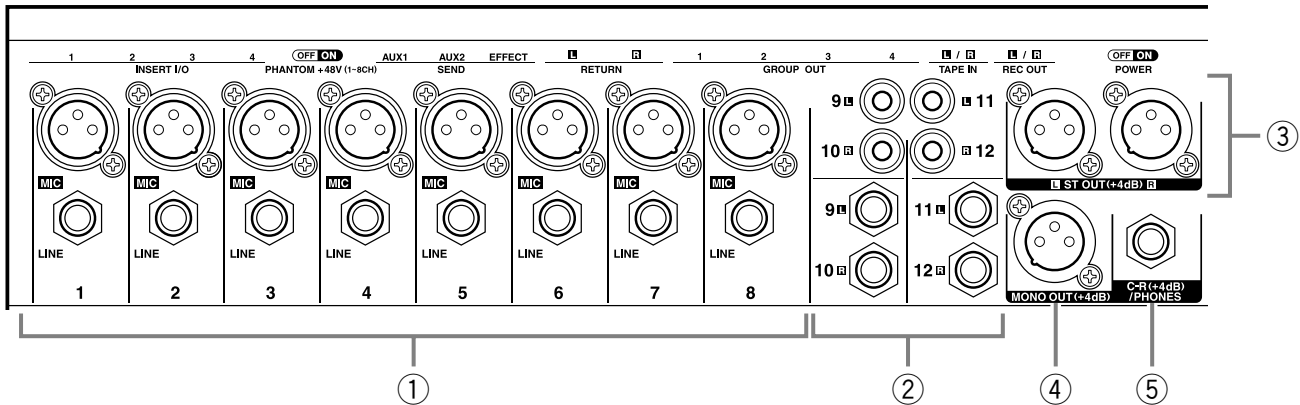 1 2 3 4 OFF ON AUX1 AUX2 EFFECT L R 1 2 3 4 L / R L / R OFF ON
INSERT I/O PHANTOM +48V (1-8CH) SEND RETURN GROUP OUT TAPE IN REC OUT POWER
9 L L 11
10 R R 12
③
MIC MIC MIC MIC MIC MIC MIC MIC
L ST OUT (+4dB) R
9 L 11 L
LINE LINE LINE LINE LINE LINE LINE LINE
10 R 12 R
1 2 3 4 5 6 7 8
MONO OUT (+4dB)
C-R (+4dB)
/PHONES
① ② ④ ⑤